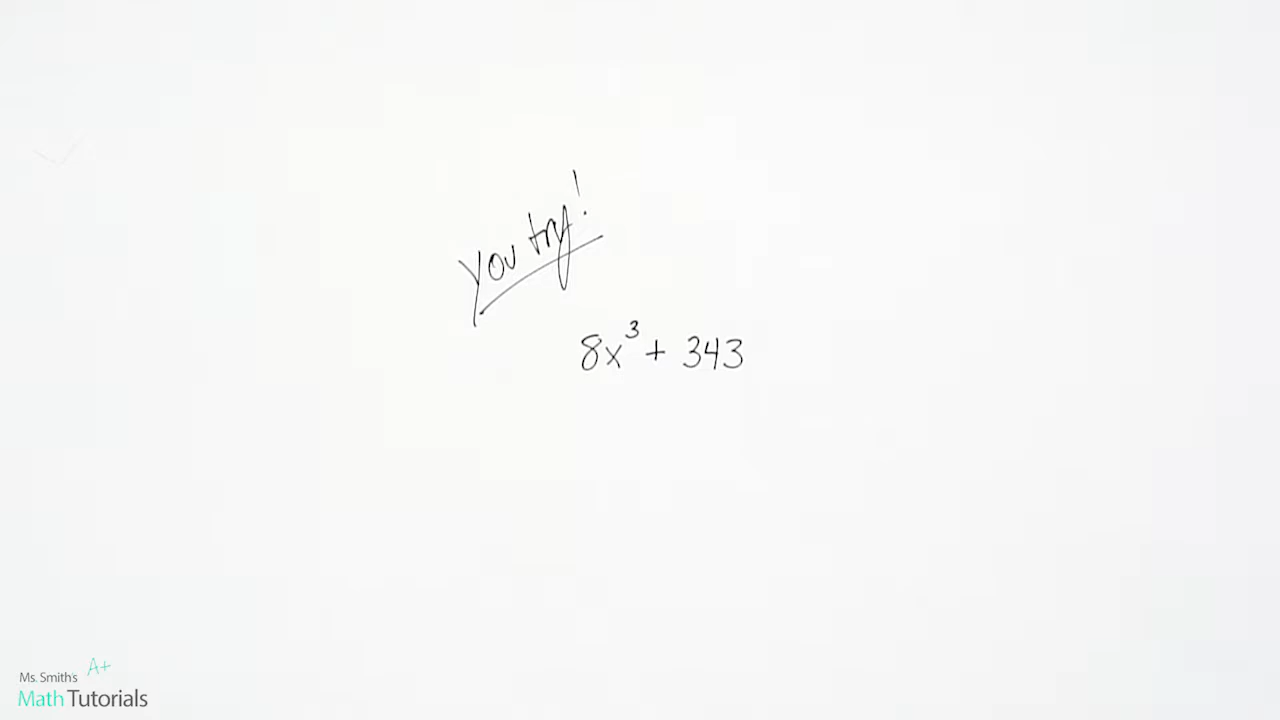 you try!
8x³ + 343
Ms. Smith's A+
Math Tutorials